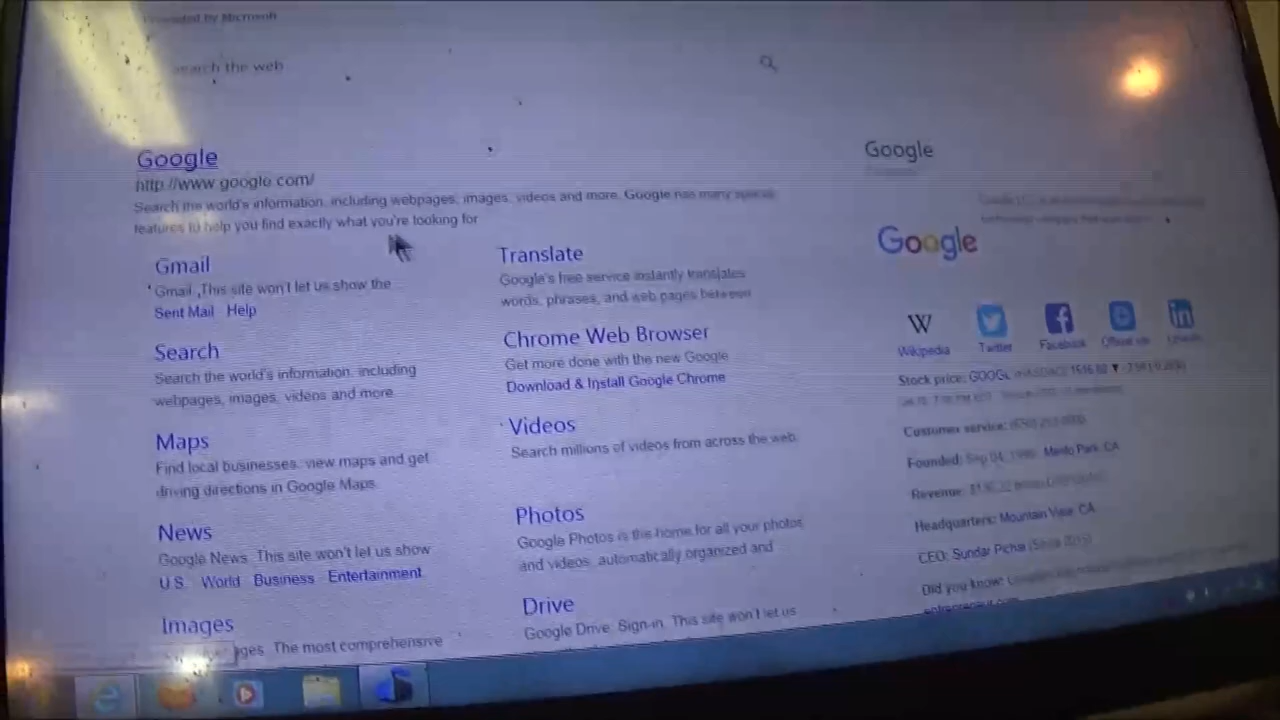 by Microsoft
search the web
Google
http://www.google.com/
Search the world's information, including webpages, images, videos and more. Google has many special
features to help you find exactly what you're looking for
Gmail
Gmail. This site won't let us show the
Sent Mail Help
Search
Search the world's information, including
webpages, images, videos and more.
Maps
Find local businesses, view maps and get
driving directions in Google Maps.
News
Google News. This site won't let us show
U.S. World Business Entertainment
Images
The most comprehensive
Translate
Google's free service instantly translates
words, phrases, and web pages between
Chrome Web Browser
Get more done with the new Google
Download & Install Google Chrome
Videos
Search millions of videos from across the web.
Photos
Google Photos is the home for all your photos
and videos, automatically organized and
Drive
Google Drive. Sign-in. This site won't let us
Google
Google
W
Wikipedia
Twitter
Facebook
in
Stock price: GOOGL
Customer service:
Founded: Menlo Park, CA
Revenue:
Headquarters: Mountain View, CA
CEO: Sundar Pichai
Did you know: